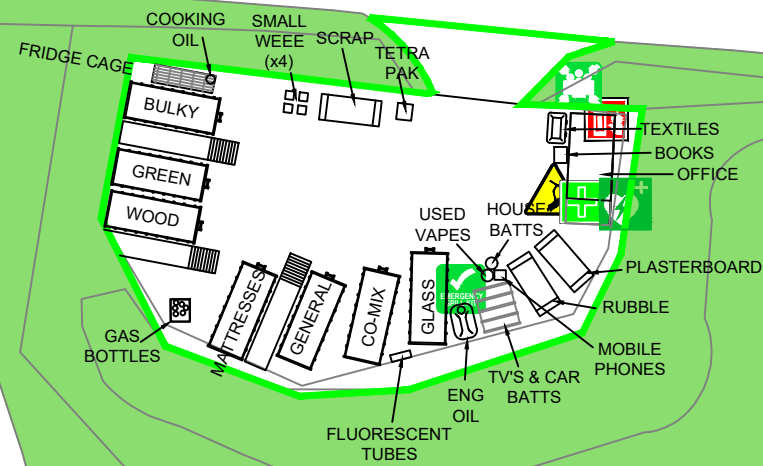 COOKING
OIL
SMALL
WEEE
(x4)
SCRAP
TETRA
PAK
FRIDGE CAGE
BULKY
TEXTILES
BOOKS
OFFICE
GREEN
WOOD
USED
VAPES
HOUSE
BATTS
PLASTERBOARD
RUBBLE
MOBILE
PHONES
MATTRESSES
GENERAL
CO-MIX
GLASS
EMERGENCY
GAS
BOTTLES
TV'S & CAR
BATTS
ENG
OIL
FLUORESCENT
TUBES